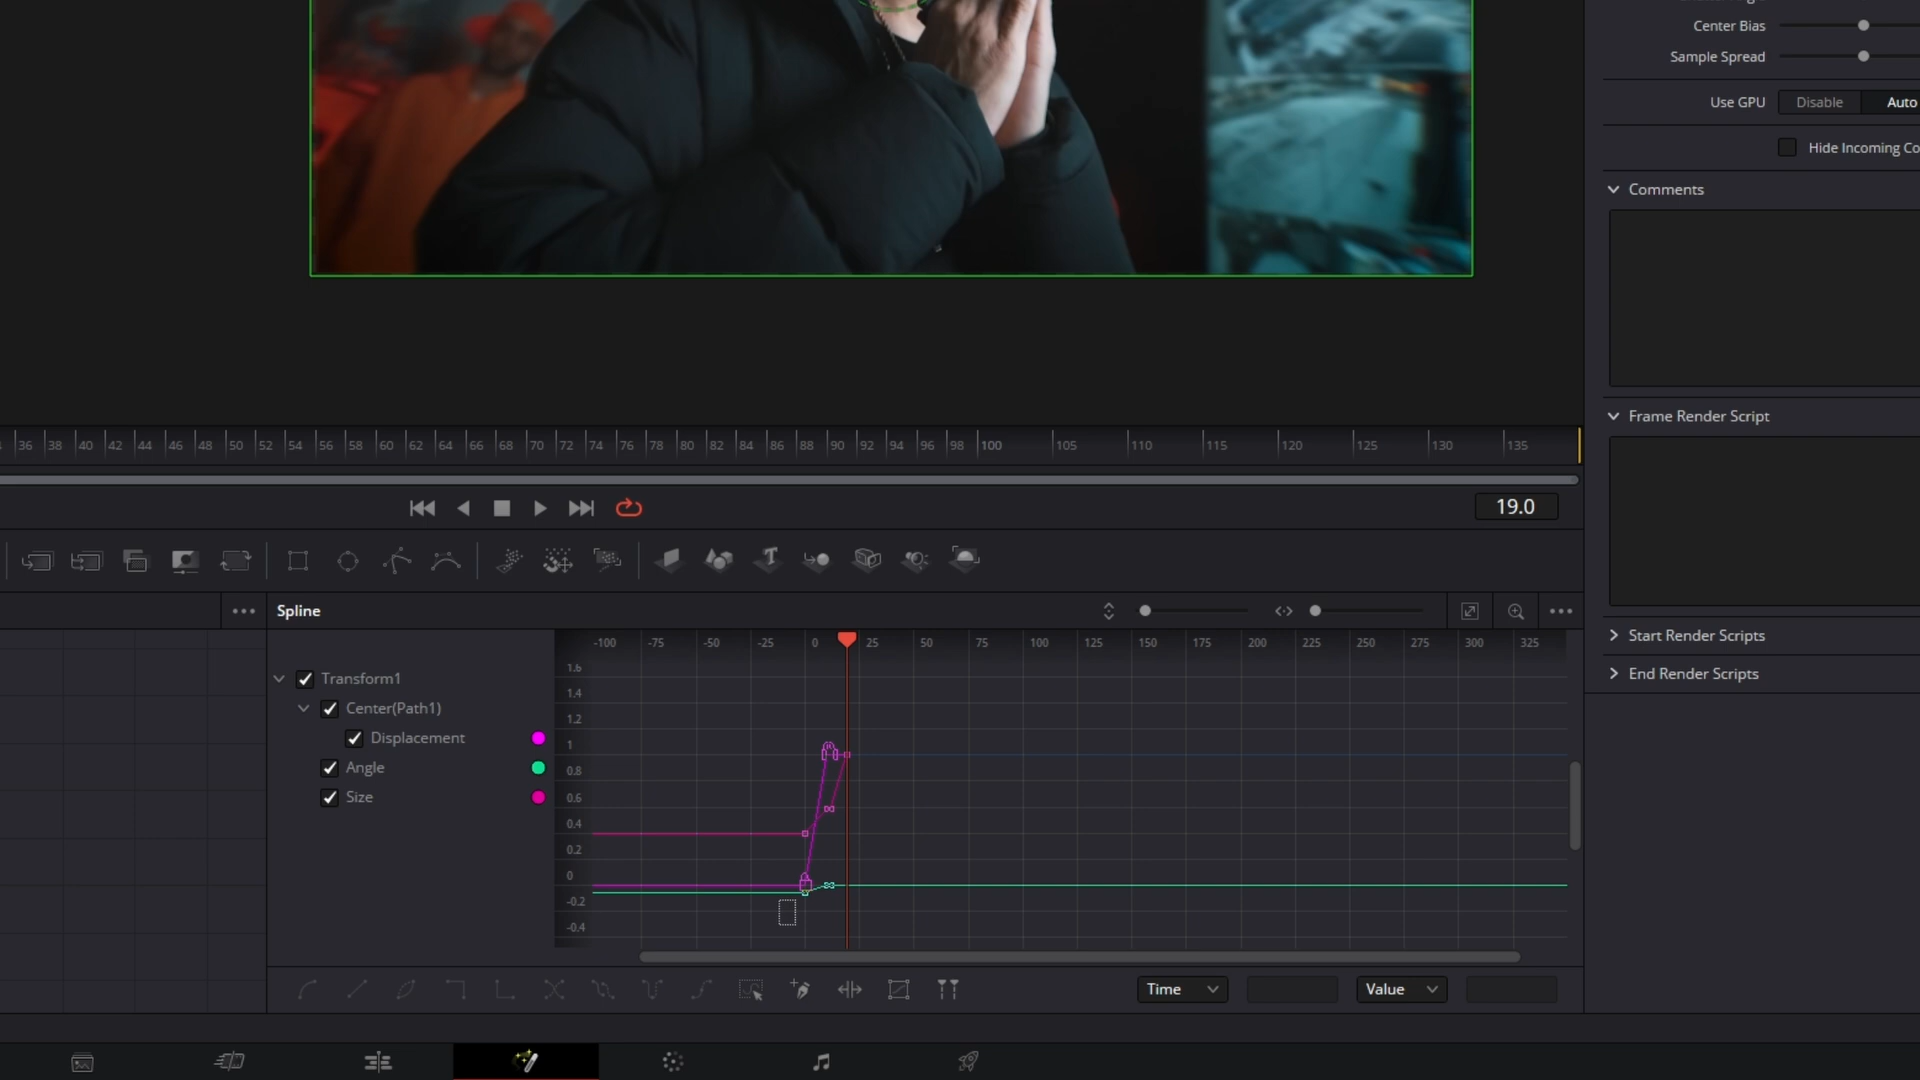 Center Bias
Sample Spread
Use GPU Disable Auto
Hide Incoming Co
Comments
Frame Render Script
36 38 40 42 44 46 48 50 52 54 56 58 60 62 64 66 68 70 72 74 76 78 80 82 84 86 88 90 92 94 96 98 100 105 110 115 120 125 130 135
19.0
Spline
-100 -75 -50 -25 0 25 50 75 100 125 150 175 200 225 250 275 300 325
Start Render Scripts
End Render Scripts
Transform1
Center(Path1)
Displacement
Angle
Size
1.6
1.4
1.2
1
0.8
0.6
0.4
0.2
0
-0.2
-0.4
Time Value